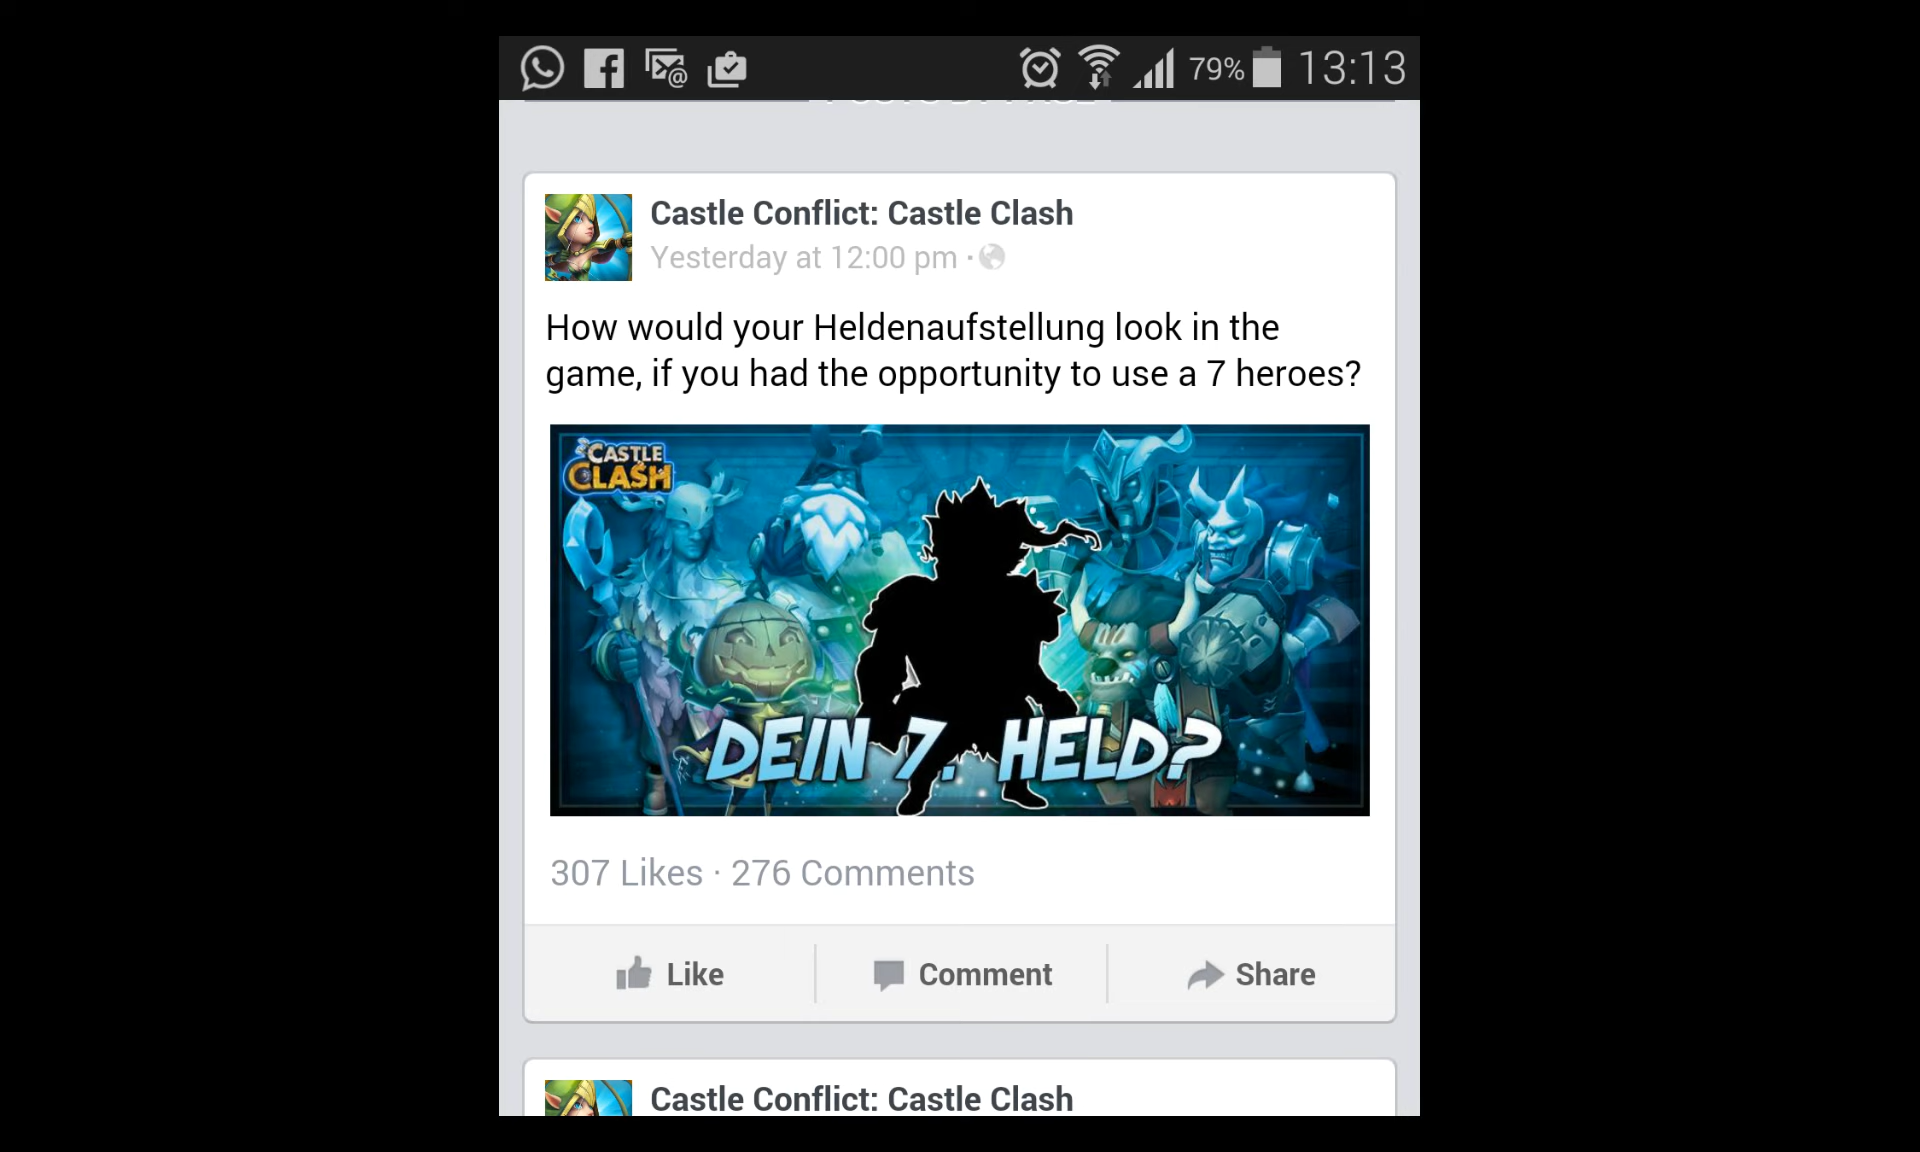 79% 13:13
Castle Conflict: Castle Clash
Yesterday at 12:00 pm ·
How would your Heldenaufstellung look in the
game, if you had the opportunity to use a 7 heroes?
CASTLE
CLASH
DEIN 7. HELD?
307 Likes · 276 Comments
Like Comment Share
Castle Conflict: Castle Clash